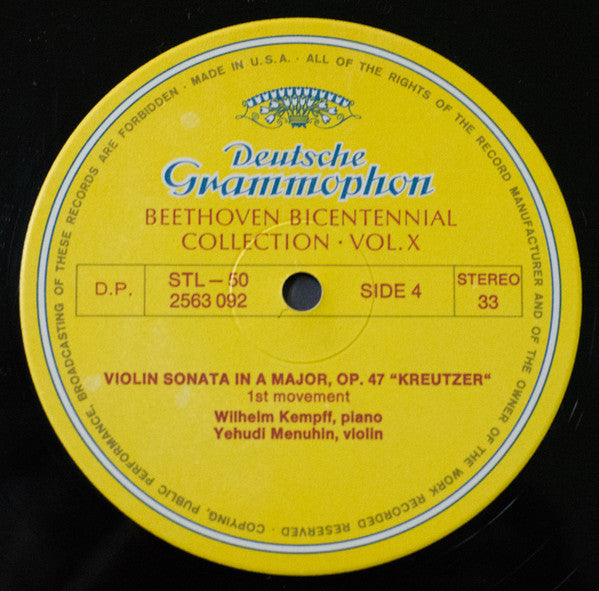 Deutsche
Grammophon
BEETHOVEN BICENTENNIAL
COLLECTION · VOL. X
D.P.
STL – 50
2563 092
SIDE 4
STEREO
33
VIOLIN SONATA IN A MAJOR, OP. 47 "KREUTZER"
1st movement
Wilhelm Kempff, piano
Yehudi Menuhin, violin
MADE IN U.S.A. · ALL OF THE RIGHTS OF THE RECORD MANUFACTURER AND OF THE OWNER OF THE WORK RECORDED RESERVED · COPYING, PUBLIC PERFORMANCE, BROADCASTING OF THESE RECORDS ARE FORBIDDEN ·